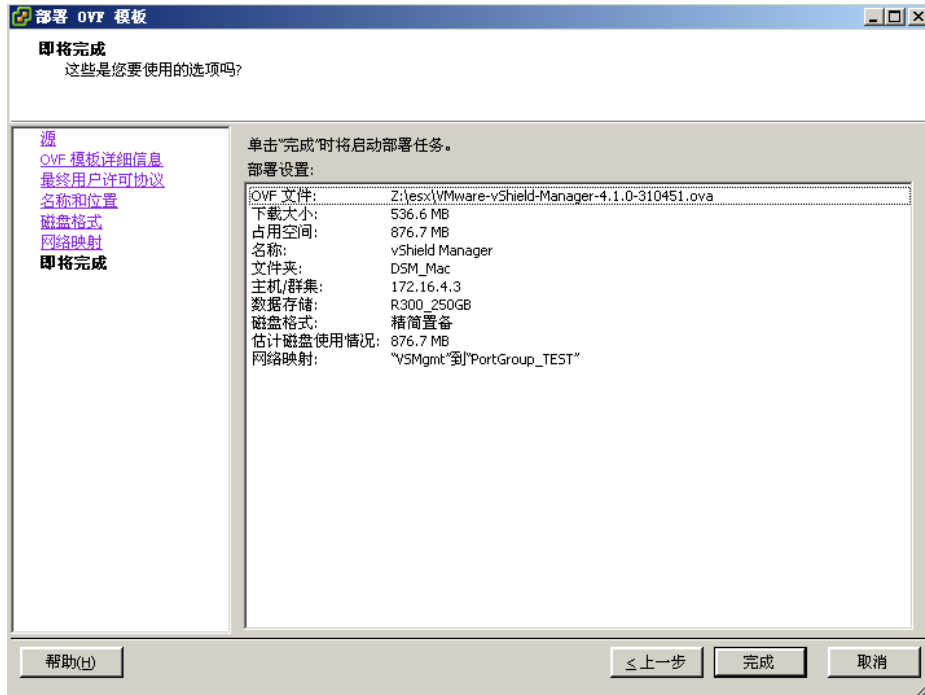 部署 OVF 模板
即将完成
这些是您要使用的选项吗?
源
OVF 模板详细信息
最终用户许可协议
名称和位置
磁盘格式
网络映射
即将完成
单击"完成"时将启动部署任务。
部署设置:
OVF 文件: Z:\esx\VMware-vShield-Manager-4.1.0-310451.ova
下载大小: 536.6 MB
占用空间: 876.7 MB
名称: vShield Manager
文件夹: DSM_Mac
主机/群集: 172.16.4.3
数据存储: R300_250GB
磁盘格式: 精简置备
估计磁盘使用情况: 876.7 MB
网络映射: "VSMgmt"到"PortGroup_TEST"
帮助(H) ≤上一步 完成 取消